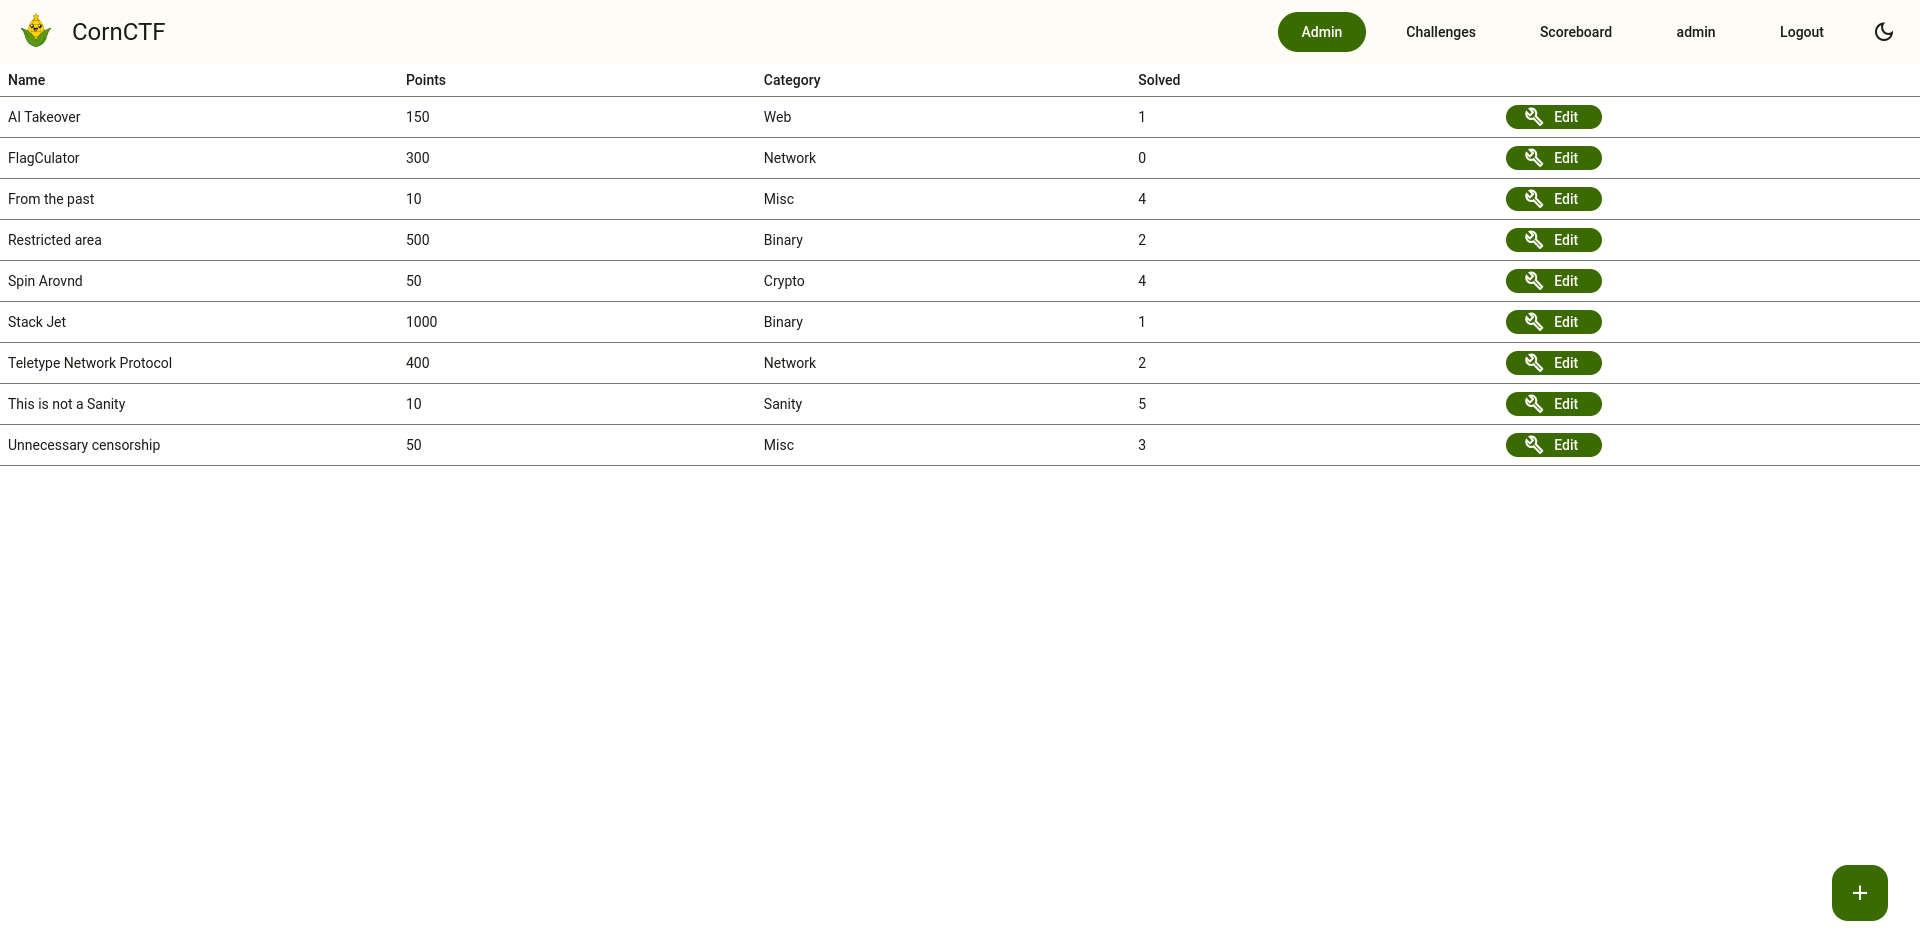 CornCTF Admin Challenges Scoreboard admin Logout
Name Points Category Solved
AI Takeover 150 Web 1 Edit
FlagCulator 300 Network 0 Edit
From the past 10 Misc 4 Edit
Restricted area 500 Binary 2 Edit
Spin Arovnd 50 Crypto 4 Edit
Stack Jet 1000 Binary 1 Edit
Teletype Network Protocol 400 Network 2 Edit
This is not a Sanity 10 Sanity 5 Edit
Unnecessary censorship 50 Misc 3 Edit
+